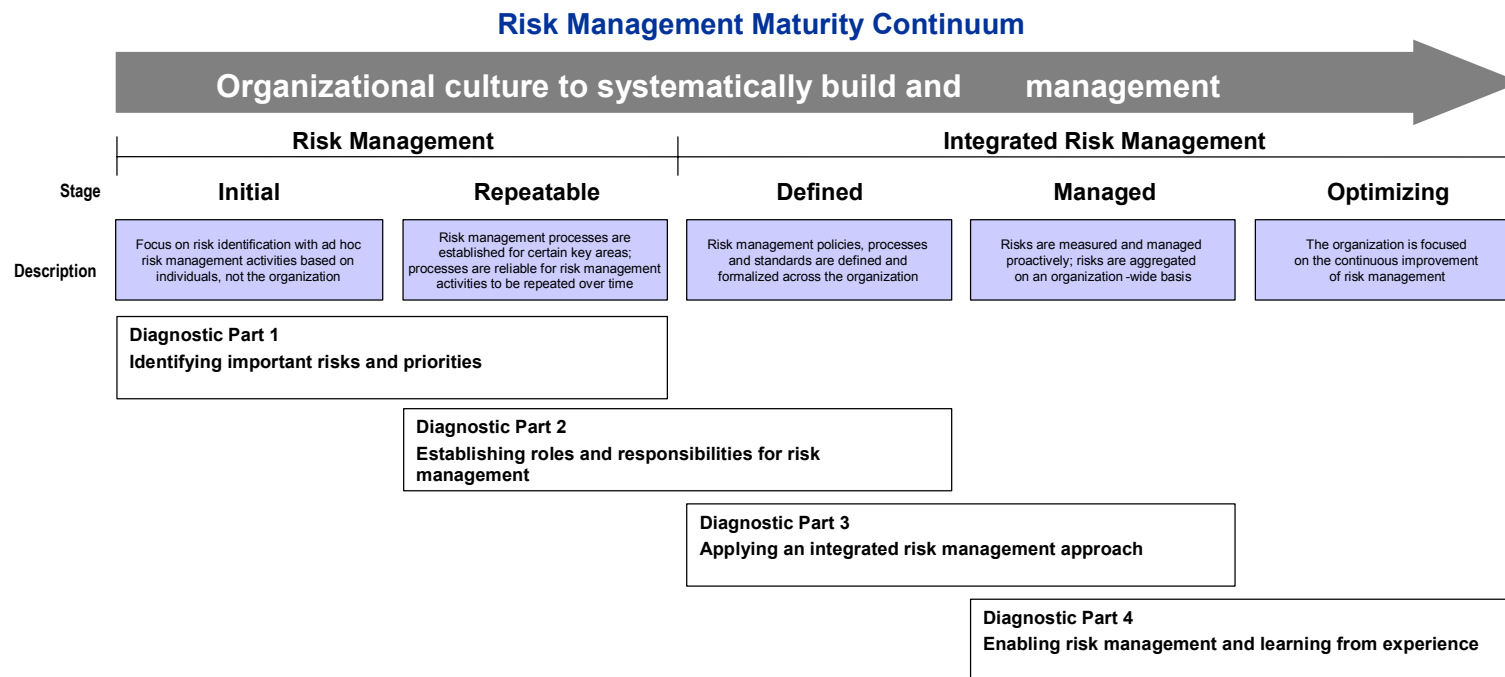 Risk Management Maturity Continuum
Organizational culture to systematically build and management
Risk Management
Integrated Risk Management
Stage
Initial
Repeatable
Defined
Managed
Optimizing
Description
Focus on risk identification with ad hoc
risk management activities based on
individuals, not the organization
Risk management processes are
established for certain key areas;
processes are reliable for risk management
activities to be repeated over time
Risk management policies, processes
and standards are defined and
formalized across the organization
Risks are measured and managed
proactively; risks are aggregated
on an organization -wide basis
The organization is focused
on the continuous improvement
of risk management
Diagnostic Part 1
Identifying important risks and priorities
Diagnostic Part 2
Establishing roles and responsibilities for risk
management
Diagnostic Part 3
Applying an integrated risk management approach
Diagnostic Part 4
Enabling risk management and learning from experience